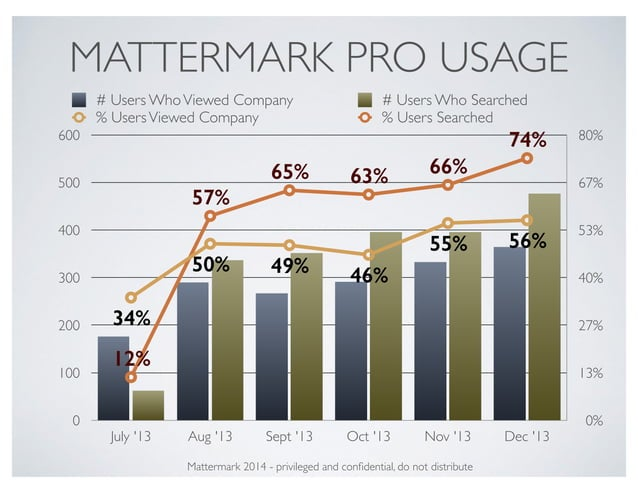 MATTERMARK PRO USAGE
# Users Who Viewed Company # Users Who Searched
% Users Viewed Company % Users Searched
600 80%
74%
500 67%
65% 63% 66%
57%
400 53%
50% 49% 46% 55% 56%
300 40%
34%
200 27%
12%
100 13%
0 0%
July '13 Aug '13 Sept '13 Oct '13 Nov '13 Dec '13
Mattermark 2014 - privileged and confidential, do not distribute